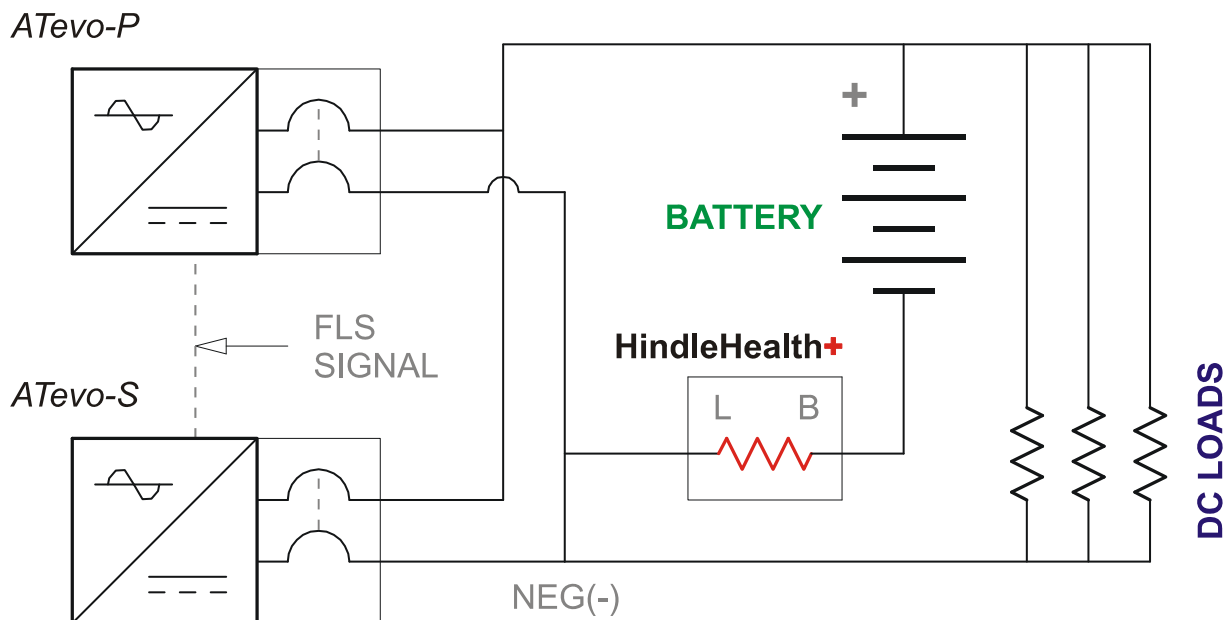 ATevo-P
+
BATTERY
FLS
SIGNAL
HindleHealth+
ATevo-S
L B
DC LOADS
NEG(-)